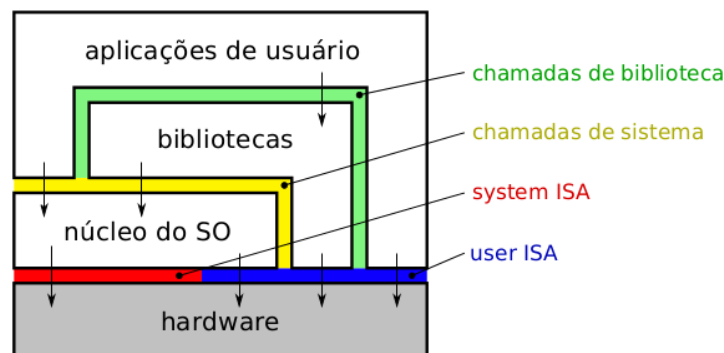 aplicações de usuário
chamadas de biblioteca
bibliotecas
chamadas de sistema
system ISA
núcleo do SO
user ISA
hardware